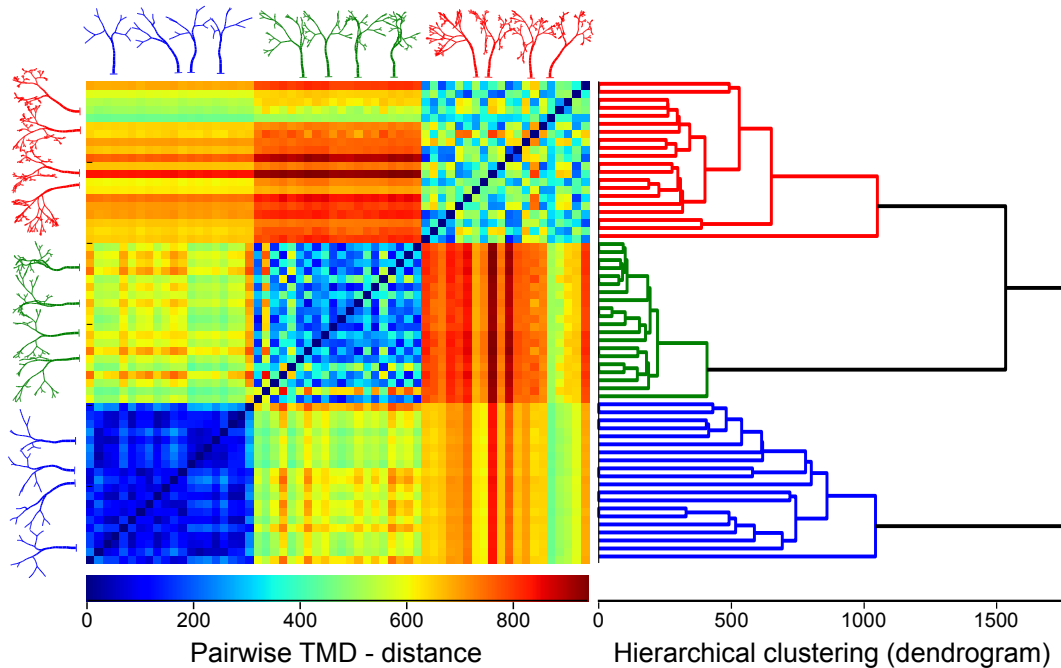 0 200 400 600 800
0 500 1000 1500
Pairwise TMD - distance
Hierarchical clustering (dendrogram)